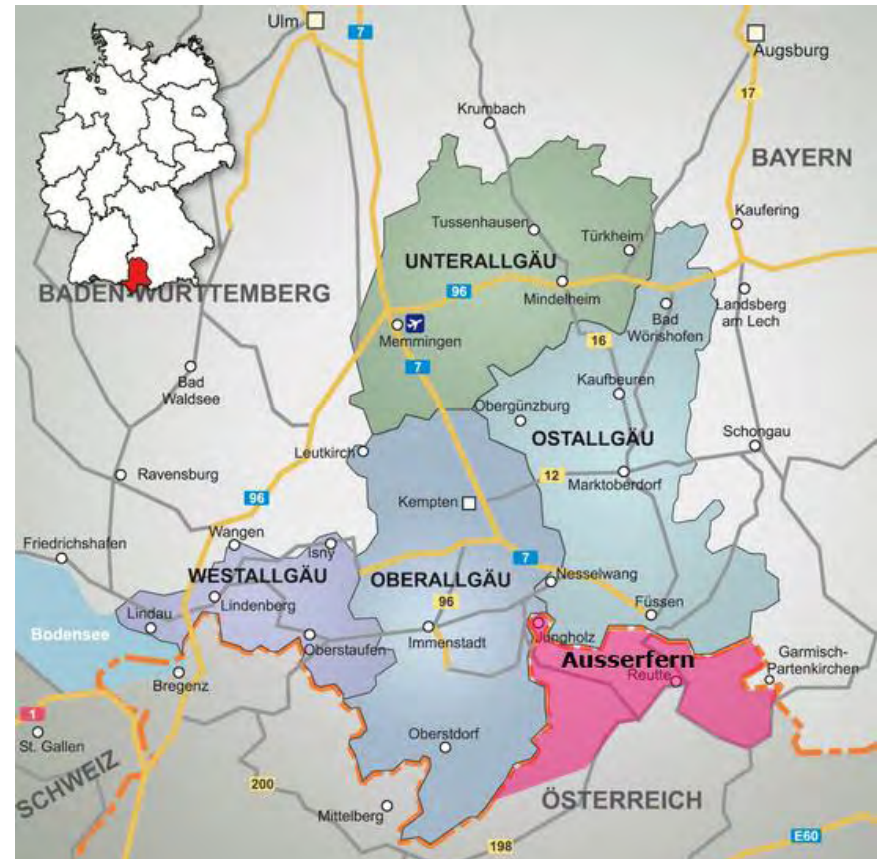 Ulm
7
Augsburg
17
Krumbach
BAYERN
Kaufering
Tussenhausen
Türkheim
UNTERALLGÄU
96
Mindelheim
BADEN-WÜRTTEMBERG
Landsberg
am Lech
Bad
Wörishofen
Memmingen
16
7
Bad
Waldsee
Kaufbeuren
Obergünzburg
OSTALLGÄU
Schongau
Leutkirch
Ravensburg
12
Marktoberdorf
96
Kempten
Wangen
Isny
Friedrichshafen
7
WESTALLGÄU
OBERALLGÄU
Nesselwang
96
Lindenberg
Lindau
Füssen
Bodensee
Immenstadt
Jungholz
Oberstaufen
Ausserfern
Garmisch-
Partenkirchen
Reutte
Bregenz
1
St. Gallen
Oberstdorf
SCHWEIZ
200
ÖSTERREICH
Mittelberg
198
E60